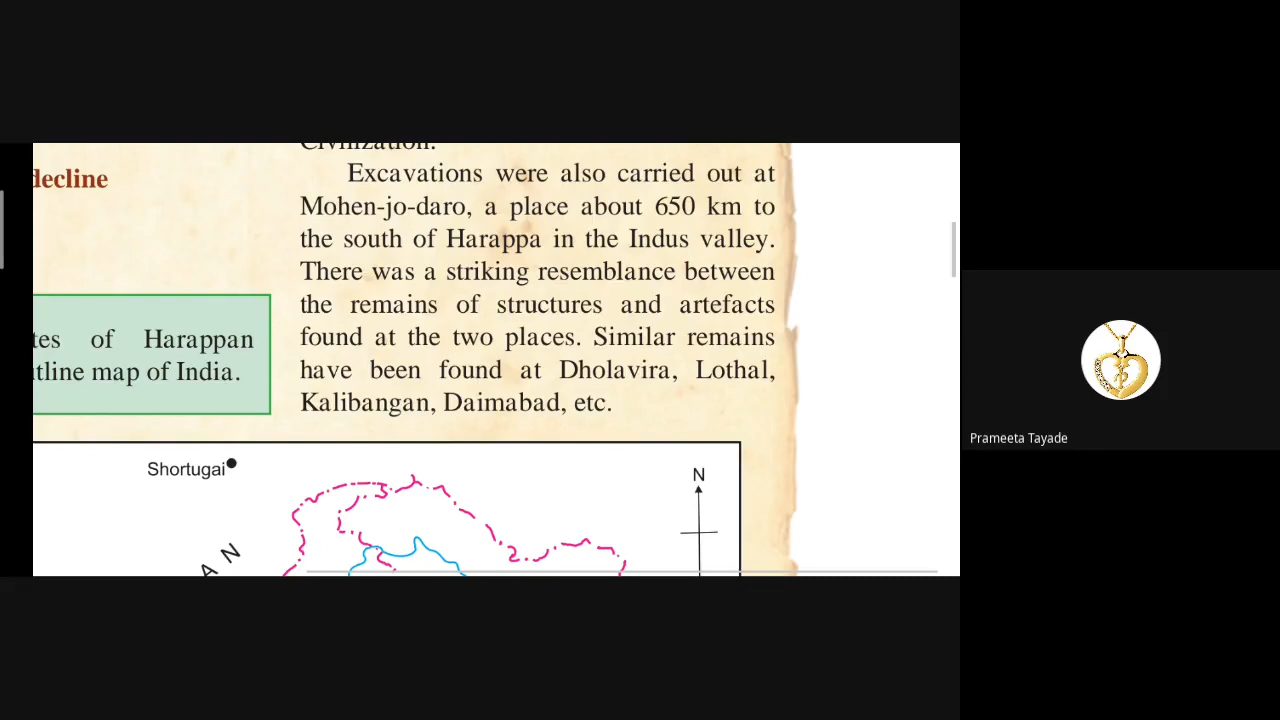 Civilization.
decline
Excavations were also carried out at
Mohen-jo-daro, a place about 650 km to
the south of Harappa in the Indus valley.
There was a striking resemblance between
the remains of structures and artefacts
found at the two places. Similar remains
have been found at Dholavira, Lothal,
Kalibangan, Daimabad, etc.
of Harappan
map of India.
Shortugai
N
A N
Prameeta Tayade